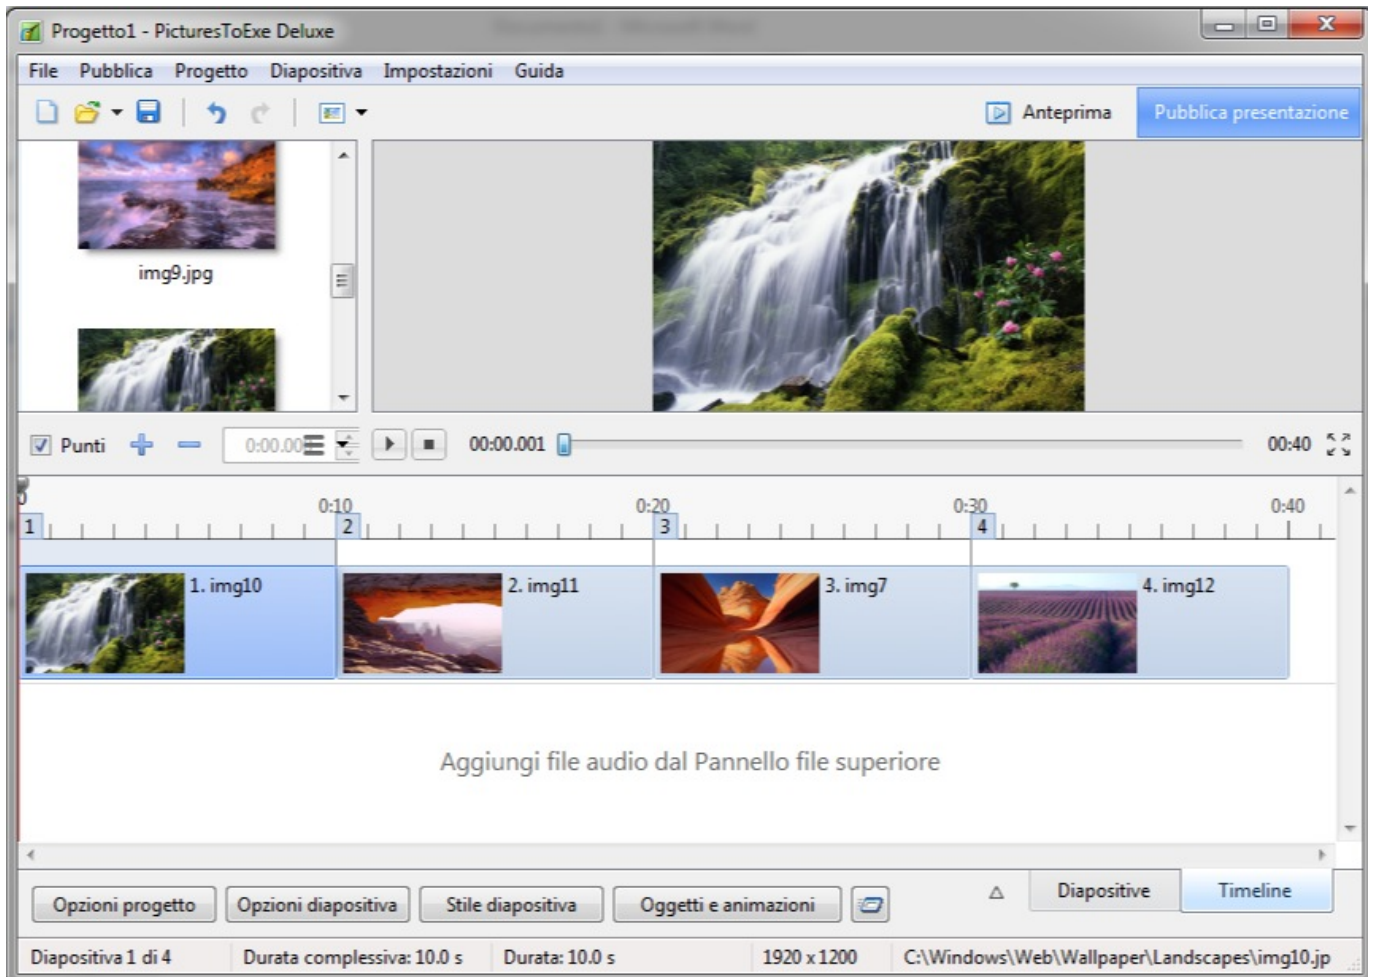 Progetto1 - PicturesToExe Deluxe
File Pubblica Progetto Diapositiva Impostazioni Guida
Anteprima Pubblica presentazione
img9.jpg
Punti 0:00.00 00:00.001 00:40
0:10 0:20 0:30 0:40
1 2 3 4
1. img10 2. img11 3. img7 4. img12
Aggiungi file audio dal Pannello file superiore
Opzioni progetto Opzioni diapositiva Stile diapositiva Oggetti e animazioni Diapositive Timeline
Diapositiva 1 di 4 Durata complessiva: 10.0 s Durata: 10.0 s 1920 x 1200 C:\Windows\Web\Wallpaper\Landscapes\img10.jp